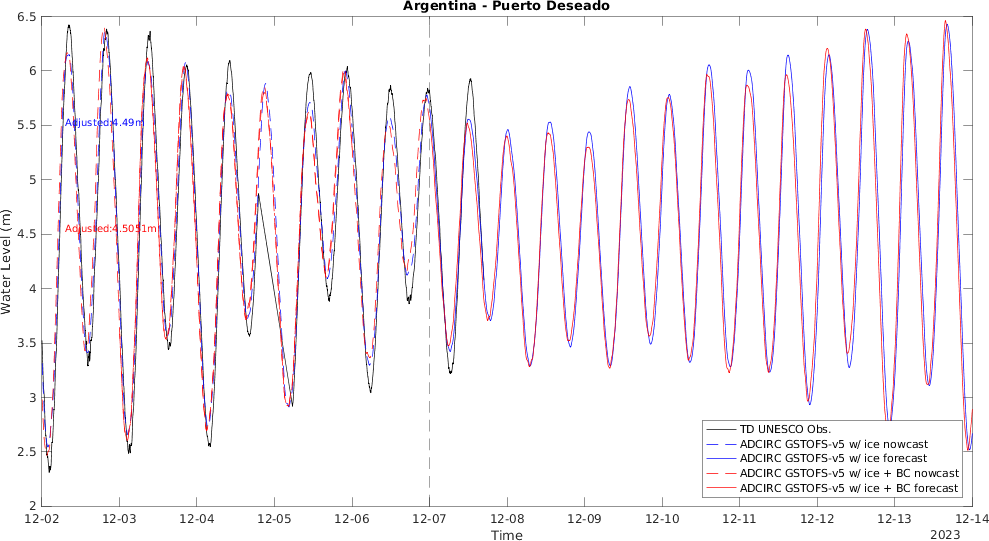 Argentina - Puerto Deseado
6.5
6
5.5
5
4.5
4
3.5
3
2.5
2
Water Level (m)
Adjusted:4.49m
Adjusted:4.5051m
TD UNESCO Obs.
ADCIRC GSTOFS-v5 w/ ice nowcast
ADCIRC GSTOFS-v5 w/ ice forecast
ADCIRC GSTOFS-v5 w/ ice + BC nowcast
ADCIRC GSTOFS-v5 w/ ice + BC forecast
12-02 12-03 12-04 12-05 12-06 12-07 12-08 12-09 12-10 12-11 12-12 12-13 12-14
Time
2023